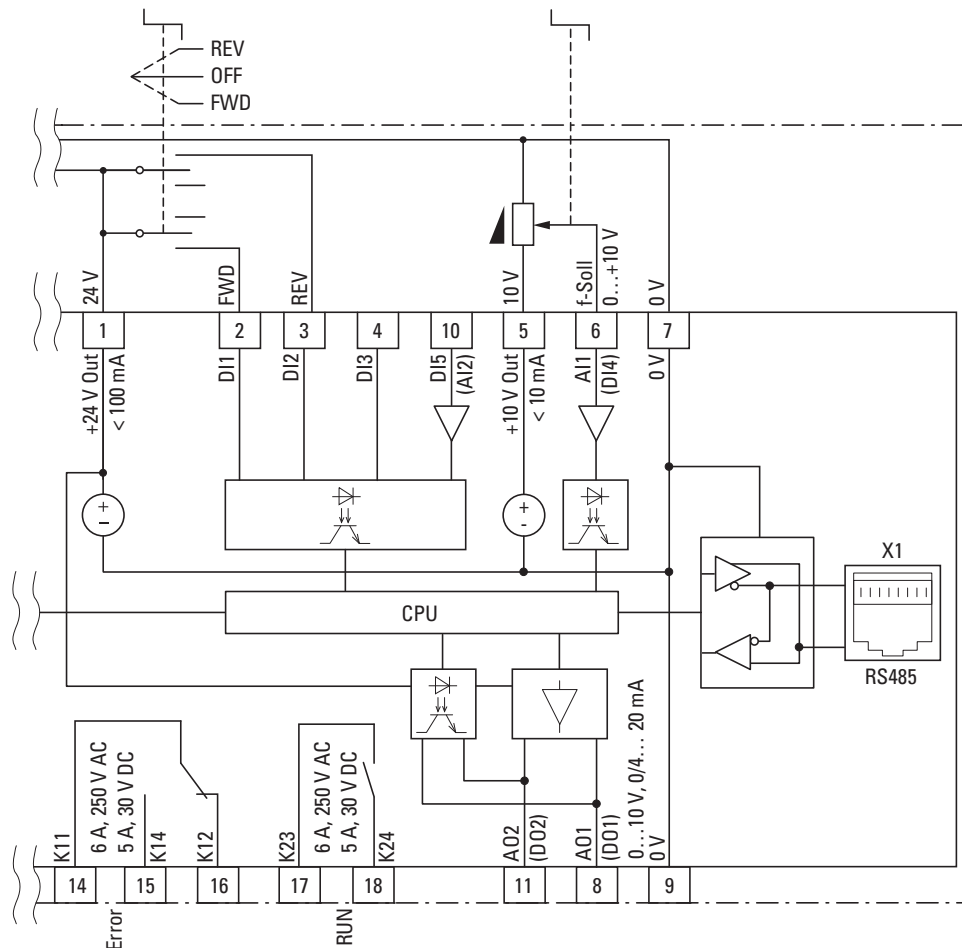 REV
OFF
FWD
24 V
FWD
REV
10 V
f-Soll
0...+10 V
0 V
1
2
3
4
10
5
6
7
+24 V Out
< 100 mA
DI1
DI2
DI3
DI5
(AI2)
+10 V Out
< 10 mA
AI1
(DI4)
0 V
+
–
+
-
X1
CPU
RS485
K11
6 A, 250 V AC
5 A, 30 V DC
K14
K12
K23
6 A, 250 V AC
5 A, 30 V DC
K24
AO2
(DO2)
AO1
(DO1)
0...10 V, 0/4... 20 mA
0 V
14
15
16
17
18
11
8
9
Error
RUN